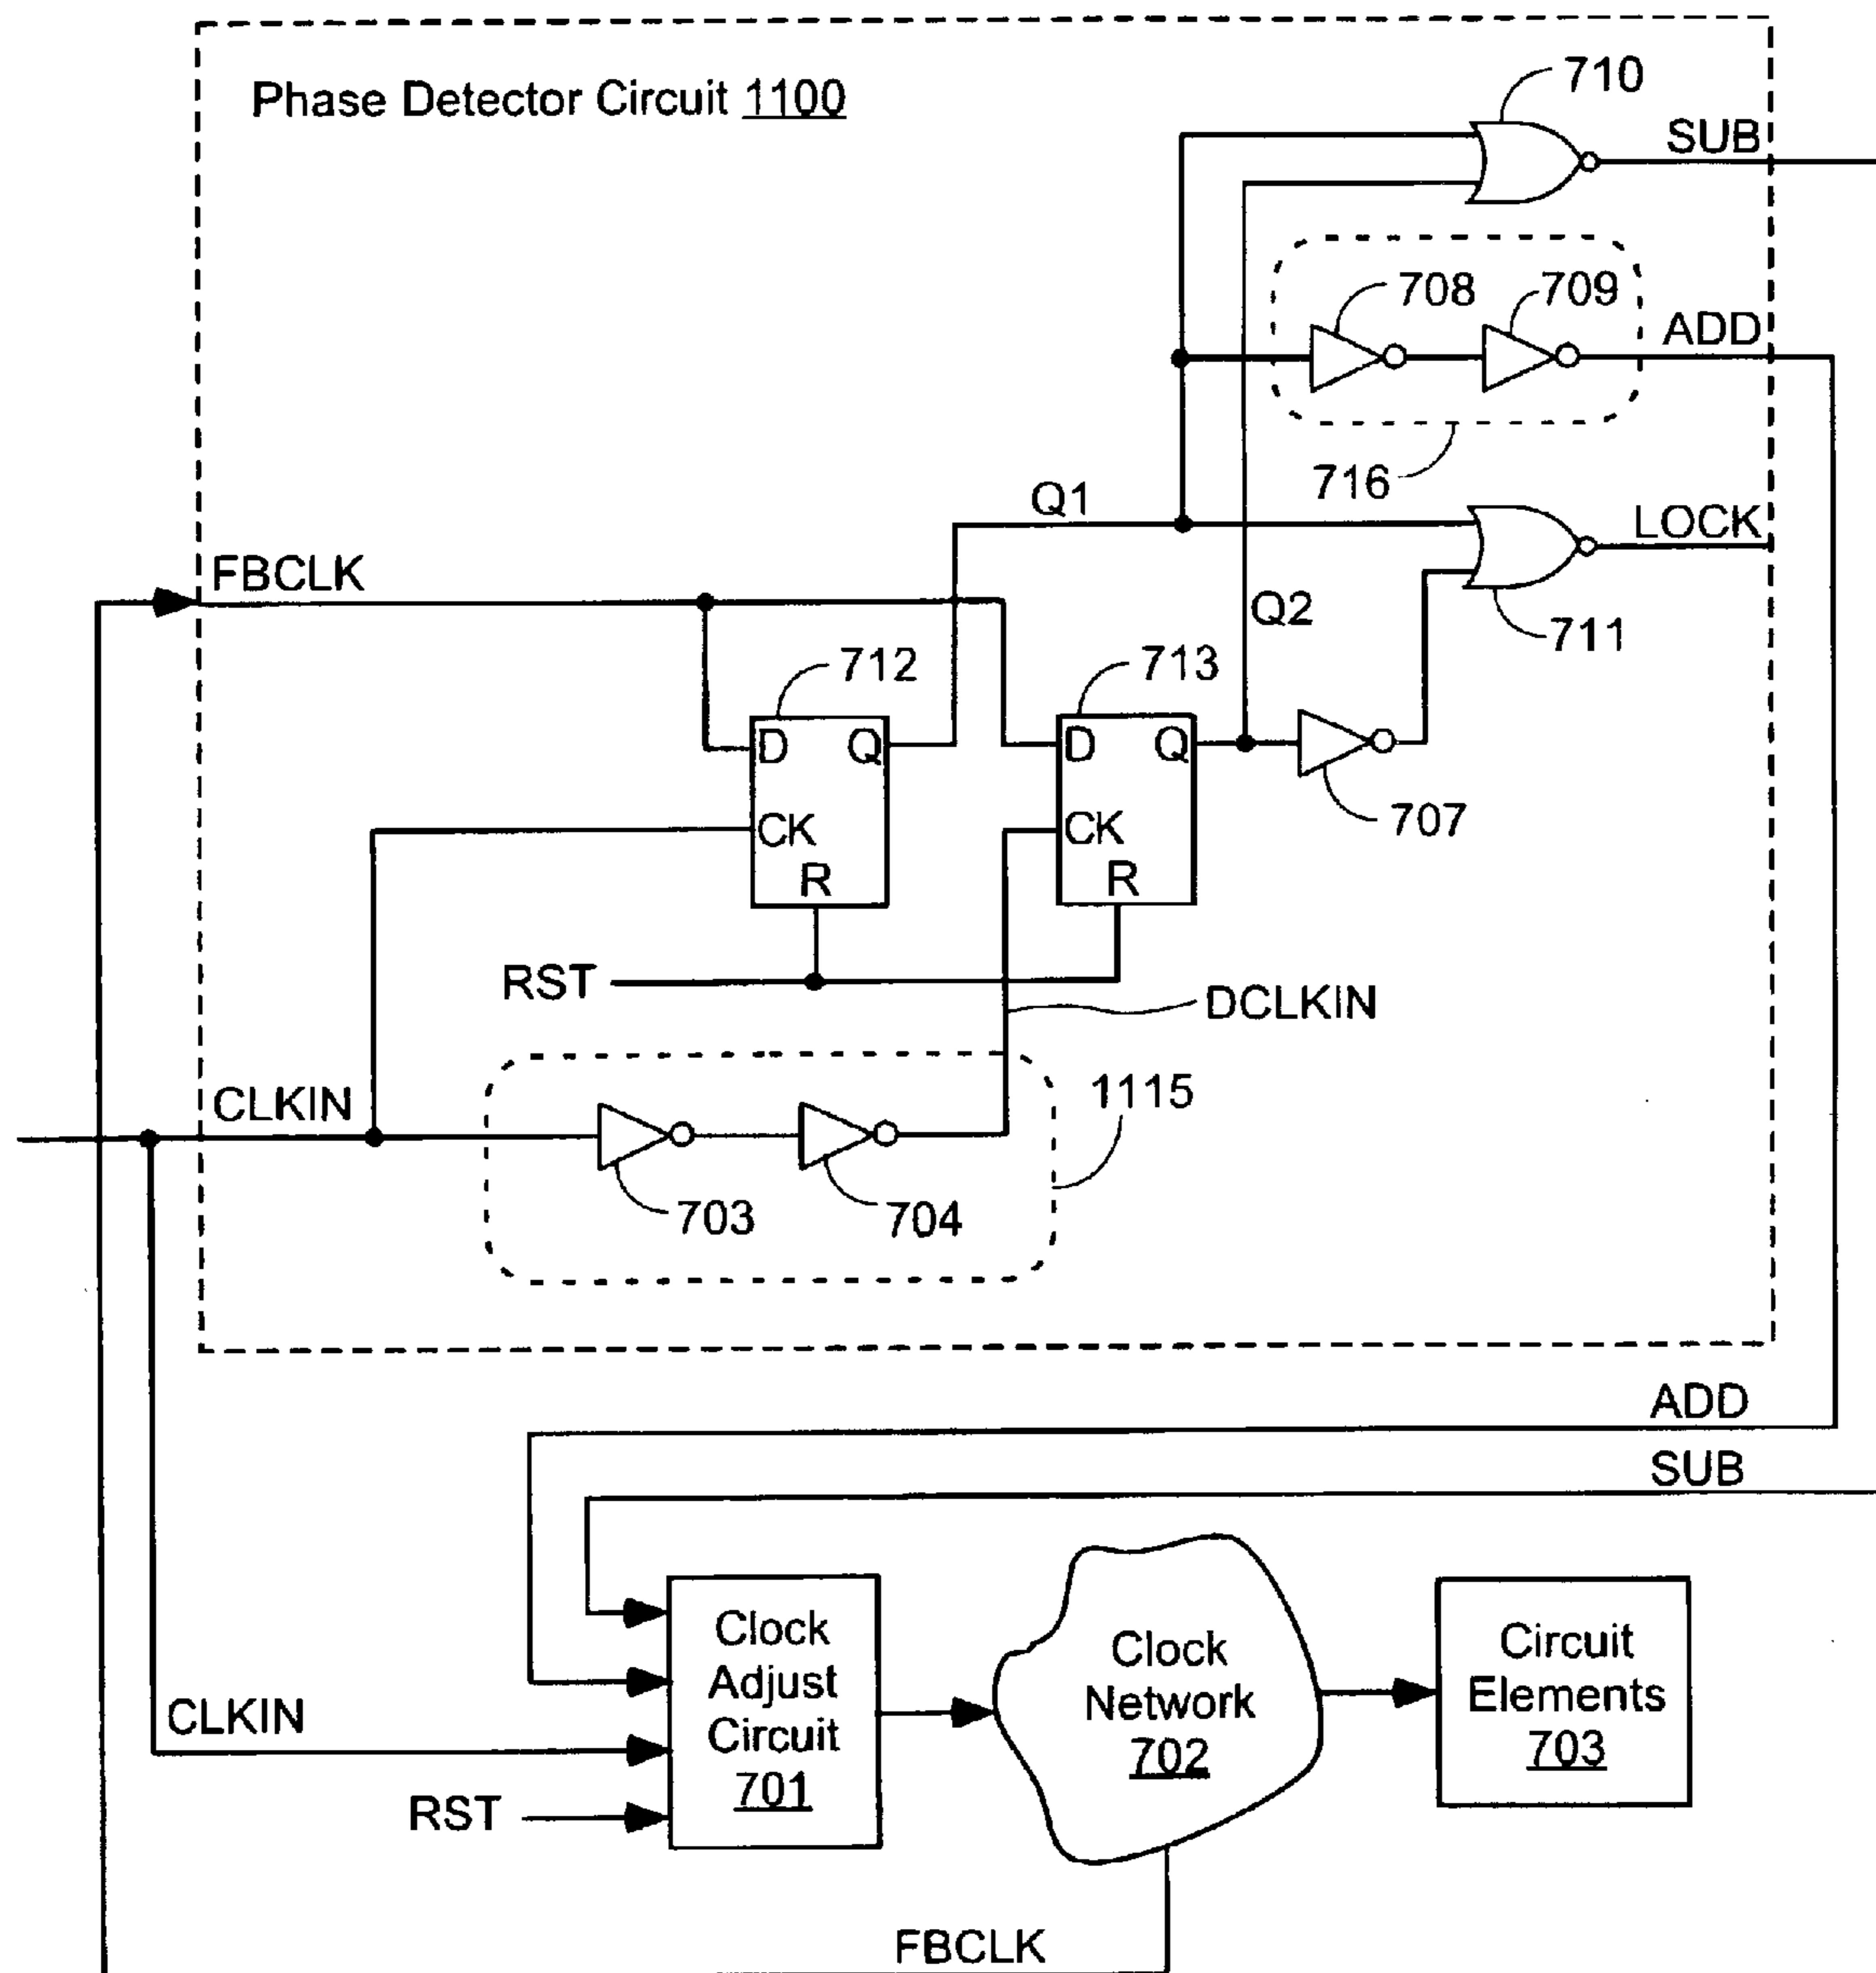 Phase Detector Circuit 1100
710
SUB
708
709
ADD
716
Q1
LOCK
FBCLK
Q2
711
712
713
D Q
D Q
CK
CK
707
R
R
RST
DCLKIN
CLKIN
1115
703
704
ADD
SUB
Clock
Adjust
Circuit
701
Clock
Network
702
Circuit
Elements
703
CLKIN
RST
FBCLK